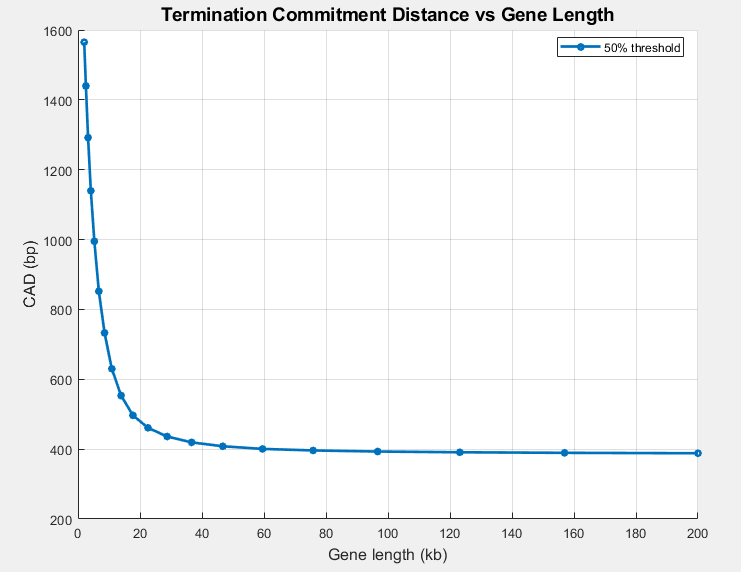 Termination Commitment Distance vs Gene Length
1600
50% threshold
1400
1200
1000
CAD (bp)
800
600
400
200
0 20 40 60 80 100 120 140 160 180 200
Gene length (kb)